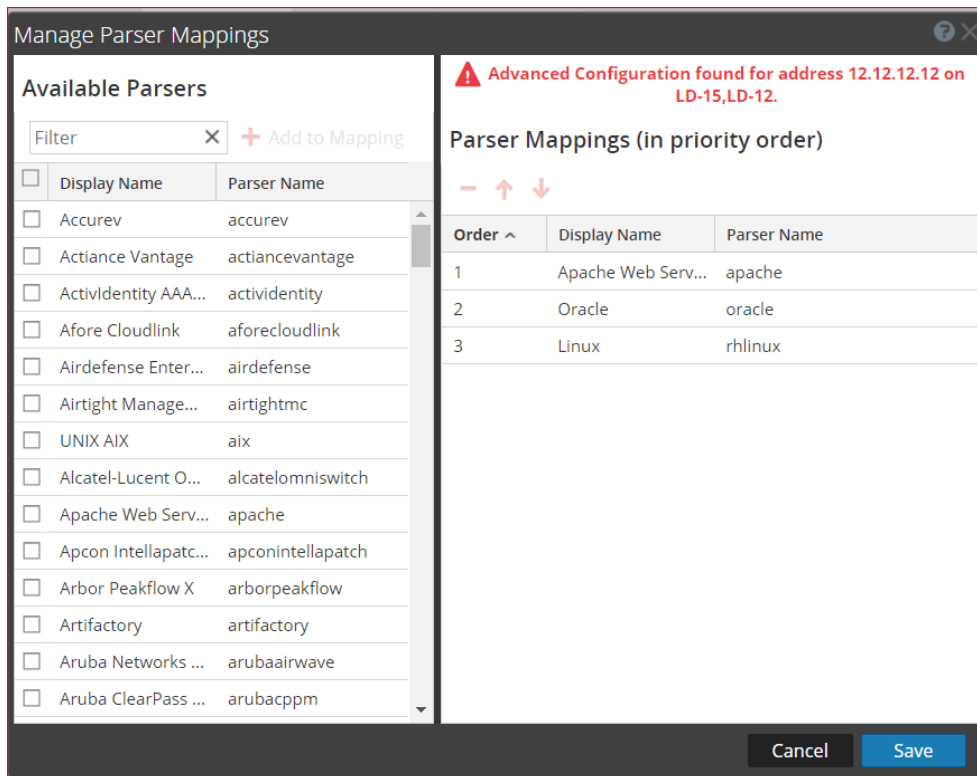 Manage Parser Mappings
Available Parsers
Filter
Add to Mapping
Display Name Parser Name
Accurev accurev
Actiance Vantage actiancevantage
ActivIdentity AAA... actividentity
Afore Cloudlink aforecloudlink
Airdefense Enter... airdefense
Airtight Manage... airtightmc
UNIX AIX aix
Alcatel-Lucent O... alcatelomniswitch
Apache Web Serv... apache
Apcon Intellapatc... apconintellapatch
Arbor Peakflow X arborpeakflow
Artifactory artifactory
Aruba Networks ... arubaairwave
Aruba ClearPass ... arubacppm
Advanced Configuration found for address 12.12.12.12 on
LD-15,LD-12.
Parser Mappings (in priority order)
Order Display Name Parser Name
1 Apache Web Serv... apache
2 Oracle oracle
3 Linux rhlinux
Cancel Save